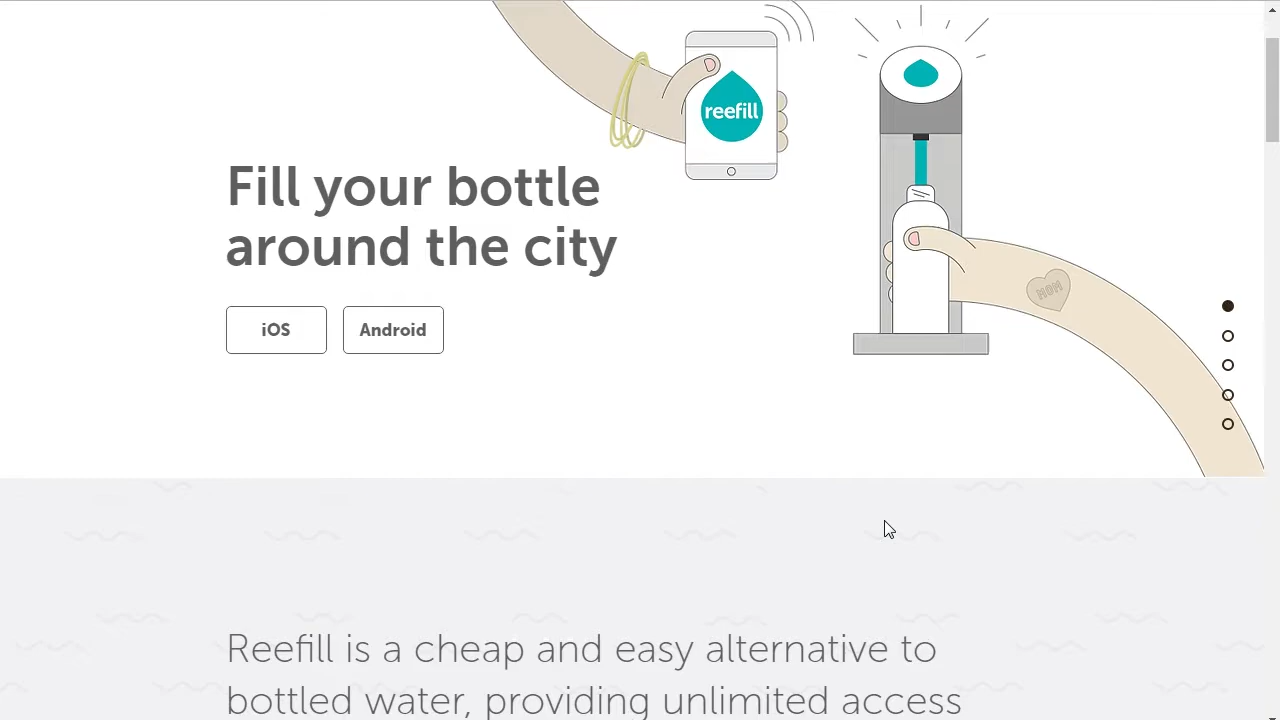 reefill
Fill your bottle
around the city
iOS
Android
MOM
Reefill is a cheap and easy alternative to
bottled water, providing unlimited access